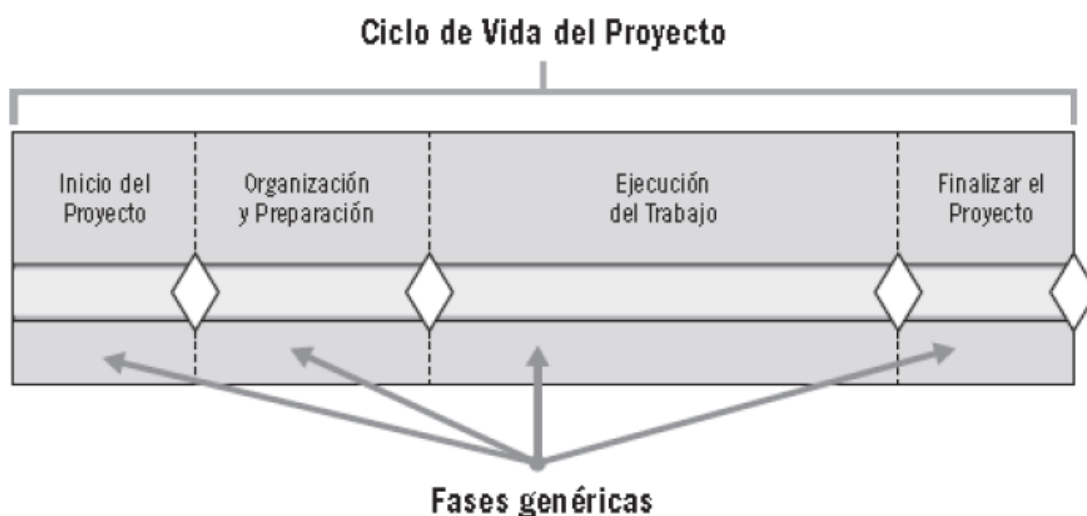 Ciclo de Vida del Proyecto
Inicio del
Proyecto
Organización
y Preparación
Ejecución
del Trabajo
Finalizar el
Proyecto
Fases genéricas